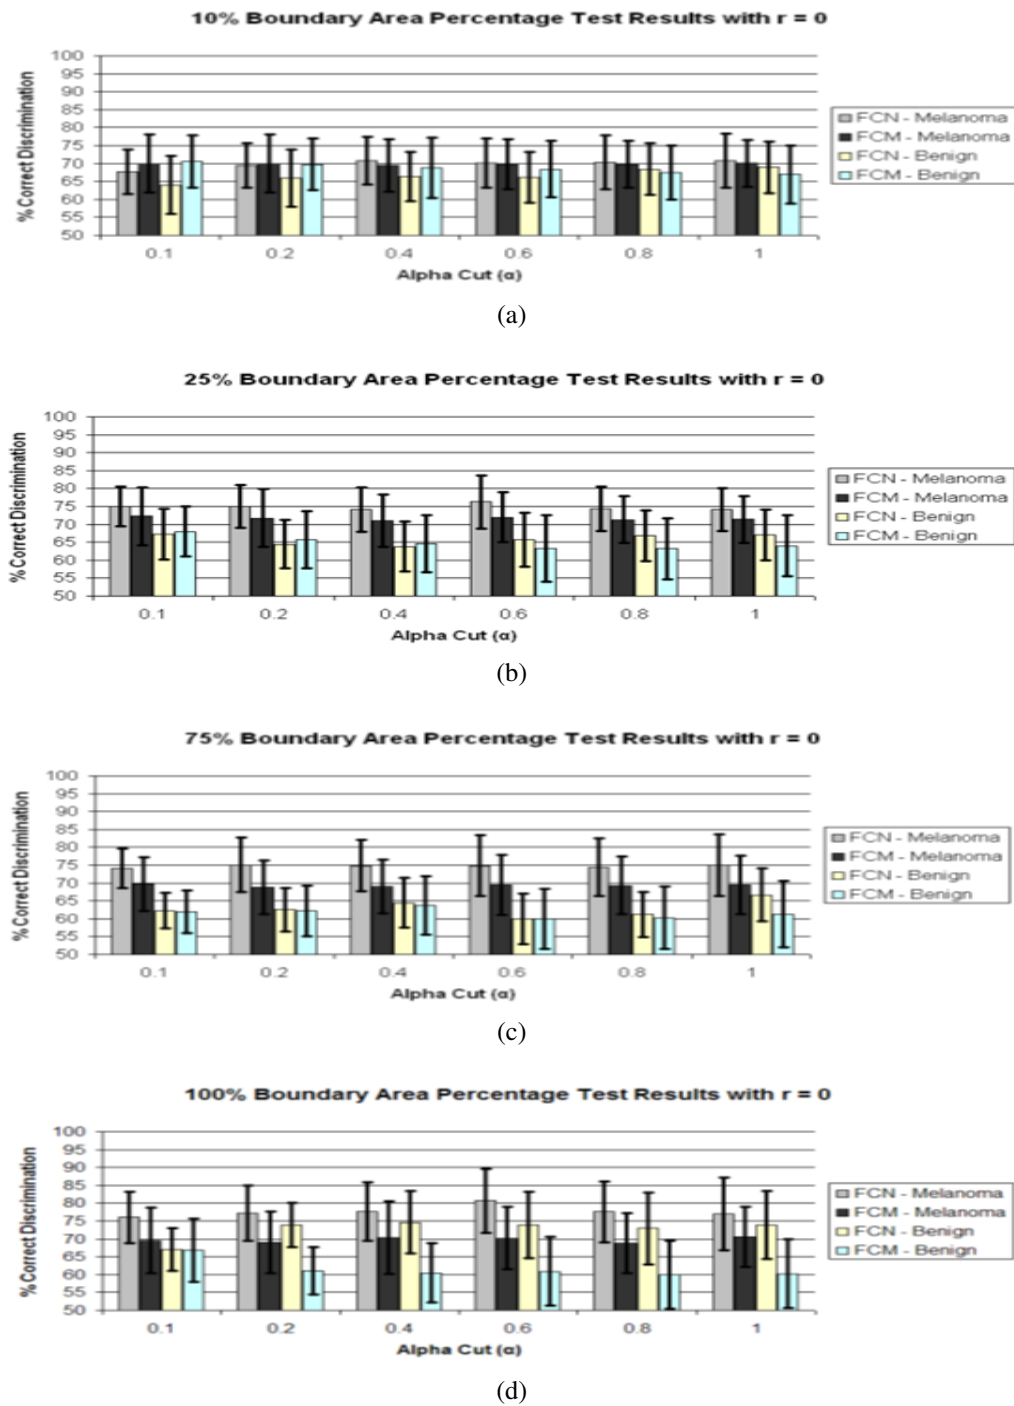 10% Boundary Area Percentage Test Results with r = 0
100
95
90
85
80
75
70
65
60
55
50
% Correct Discrimination
0.1 0.2 0.4 0.6 0.8 1
Alpha Cut (α)
FCN - Melanoma
FCM - Melanoma
FCN - Benign
FCM - Benign
(a)
25% Boundary Area Percentage Test Results with r = 0
100
95
90
85
80
75
70
65
60
55
50
% Correct Discrimination
0.1 0.2 0.4 0.6 0.8 1
Alpha Cut (α)
FCN - Melanoma
FCM - Melanoma
FCN - Benign
FCM - Benign
(b)
75% Boundary Area Percentage Test Results with r = 0
100
95
90
85
80
75
70
65
60
55
50
% Correct Discrimination
0.1 0.2 0.4 0.6 0.8 1
Alpha Cut (α)
FCN - Melanoma
FCM - Melanoma
FCN - Benign
FCM - Benign
(c)
100% Boundary Area Percentage Test Results with r = 0
100
95
90
85
80
75
70
65
60
55
50
% Correct Discrimination
0.1 0.2 0.4 0.6 0.8 1
Alpha Cut (α)
FCN - Melanoma
FCM - Melanoma
FCN - Benign
FCM - Benign
(d)